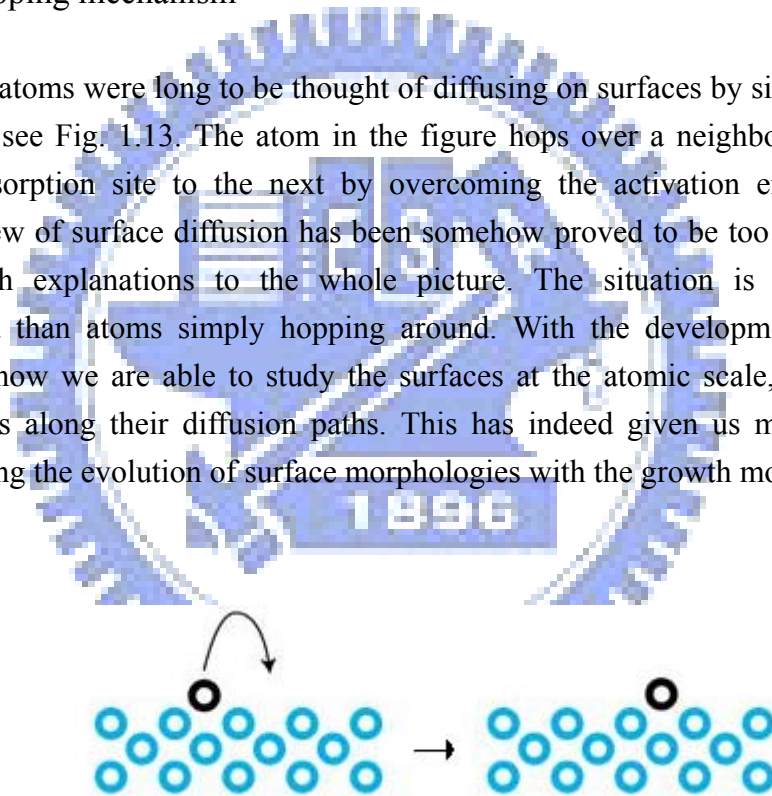 pping mechanism
atoms were long to be thought of diffusing on surfaces by si
see Fig. 1.13. The atom in the figure hops over a neighbo
sorption site to the next by overcoming the activation e
ew of surface diffusion has been somehow proved to be too
h explanations to the whole picture. The situation is
than atoms simply hopping around. With the developm
now we are able to study the surfaces at the atomic scale,
s along their diffusion paths. This has indeed given us m
ng the evolution of surface morphologies with the growth mo
1896